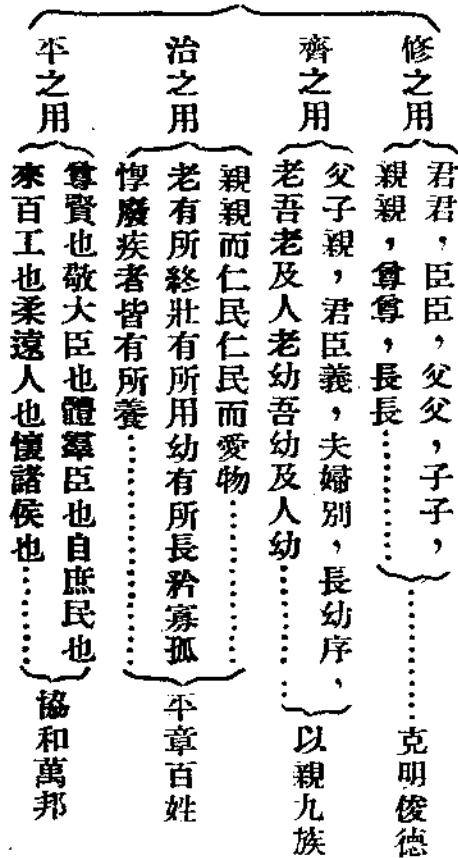 修之用
君君，臣臣，父父，子子，
親親，尊尊，長長……
克明俊德
齊之用
父子親，君臣義，夫婦別，長幼序，
老吾老及人老幼吾幼及人幼……
以親九族
治之用
親親而仁民仁民而愛物……
老有所終壯有所用幼有所長矜寡孤
惸廢疾者皆有所養……
平章百姓
平之用
尊賢也敬大臣也體羣臣也自庶民也
來百工也柔遠人也懷諸侯也……
協和萬邦